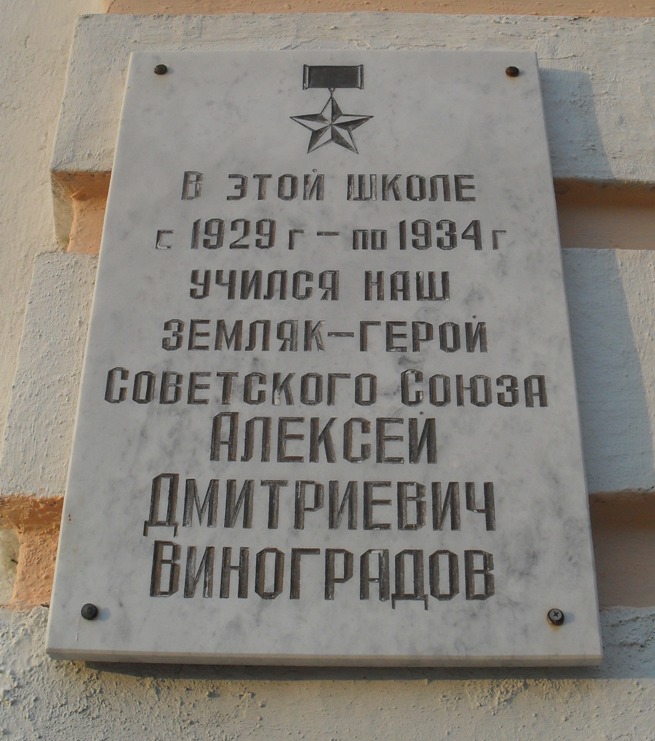 В этой школе
с 1929 г – по 1934 г
учился наш
земляк–герой
Советского Союза
Алексей
Дмитриевич
Виноградов